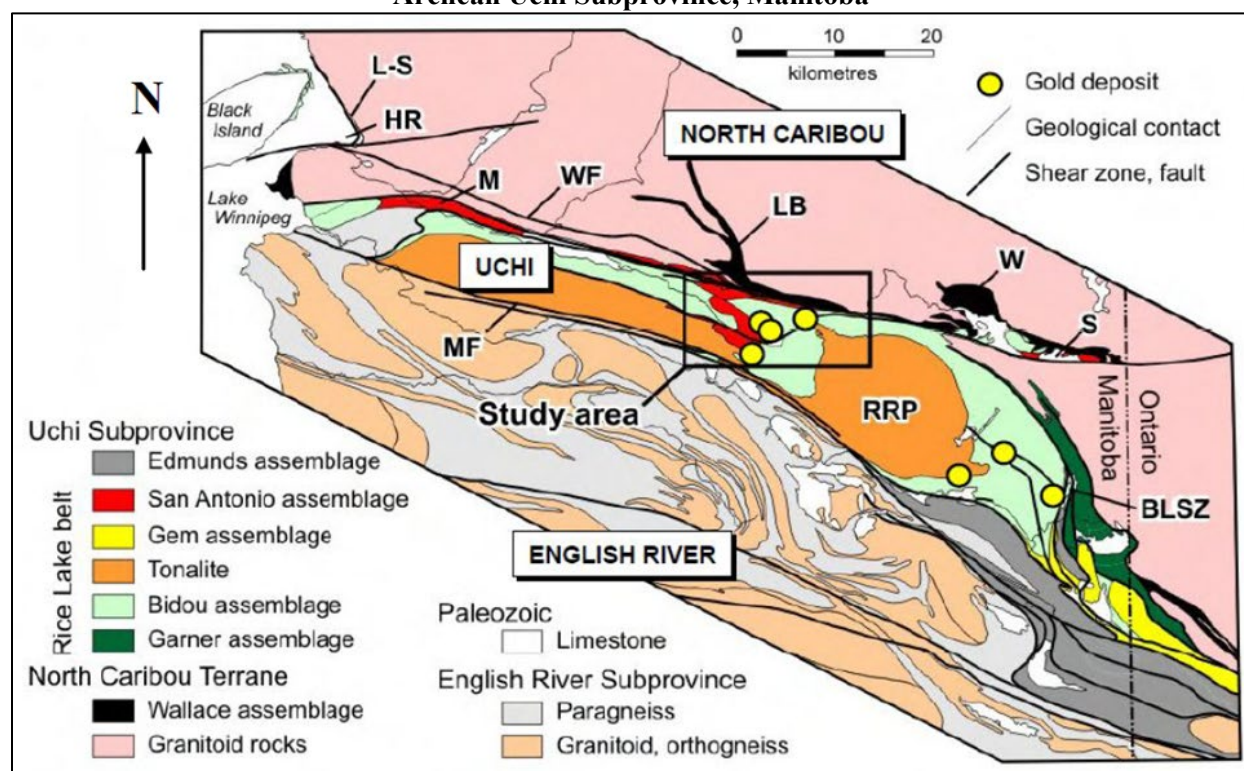 Archean Uchi Subprovince, Manitoba
0 10 20
kilometres
N
L-S
HR
Black
Island
Lake
Winnipeg
M
WF
NORTH CARIBOU
LB
Gold deposit
Geological contact
Shear zone, fault
W
S
UCHI
MF
Study area
RRP
Manitoba
Ontario
BLSZ
ENGLISH RIVER
Uchi Subprovince
Rice Lake belt
Edmunds assemblage
San Antonio assemblage
Gem assemblage
Tonalite
Bidou assemblage
Garner assemblage
North Caribou Terrane
Wallace assemblage
Granitoid rocks
Paleozoic
Limestone
English River Subprovince
Paragneiss
Granitoid, orthogneiss